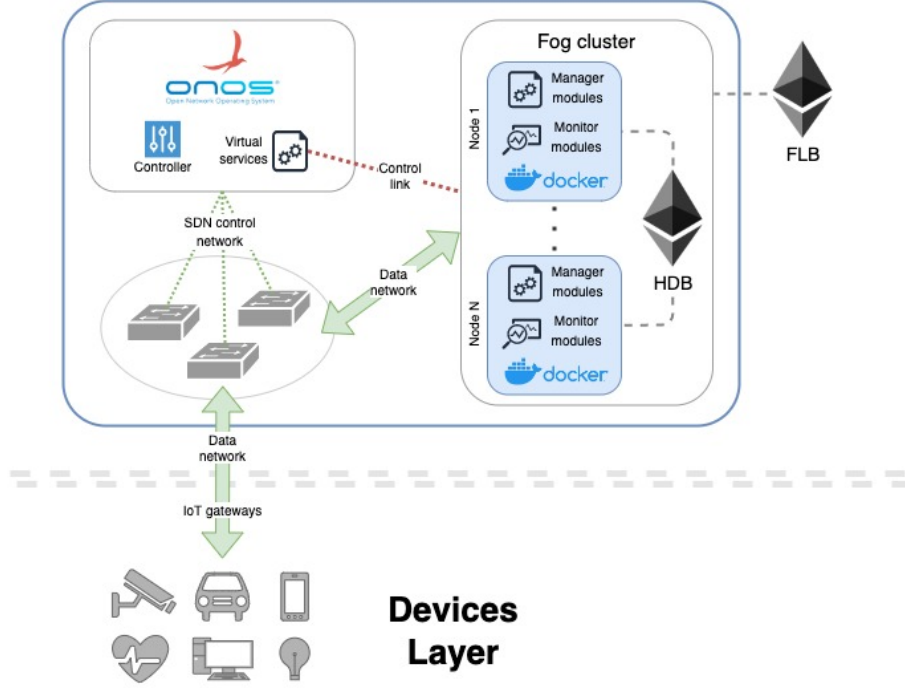 onos
Open Network Operating System
Controller
Virtual
services
Control
link
SDN control
network
Data
network
Fog cluster
Node 1
Manager
modules
Monitor
modules
docker
Node N
Manager
modules
Monitor
modules
docker
HDB
FLB
Data
network
IoT gateways
Devices
Layer